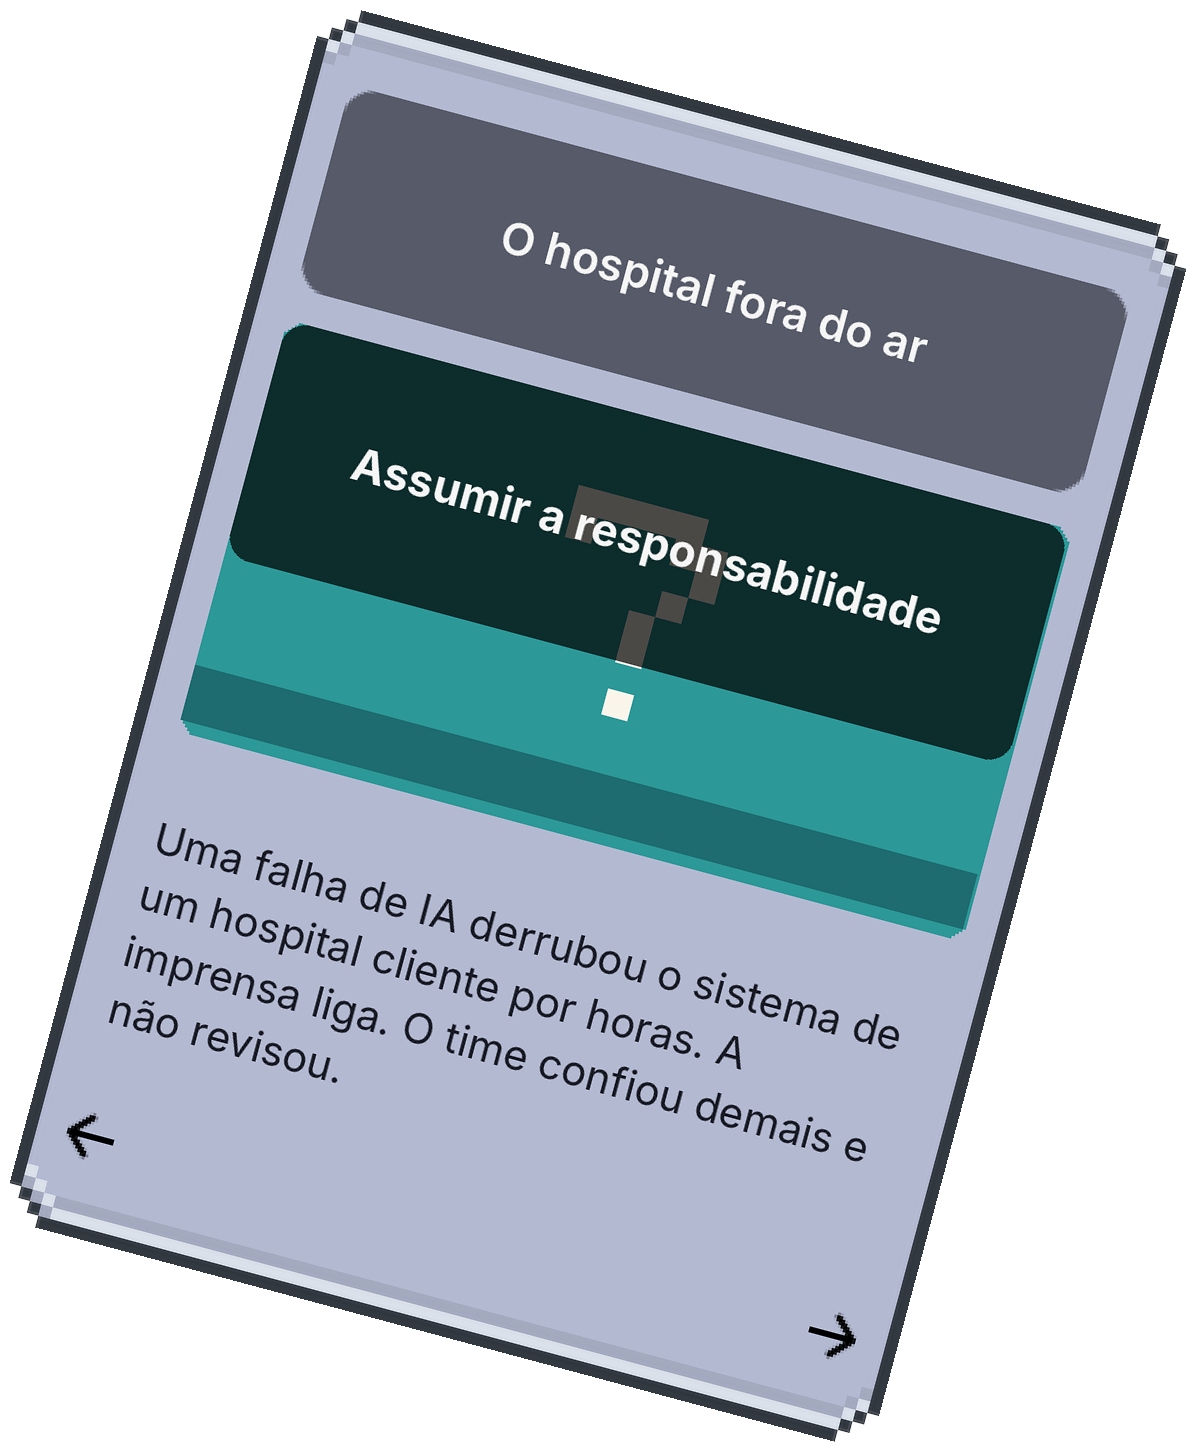 O hospital fora do ar
Assumir a responsabilidade
Uma falha de IA derrubou o sistema de
um hospital cliente por horas. A
imprensa liga. O time confiou demais e
não revisou.